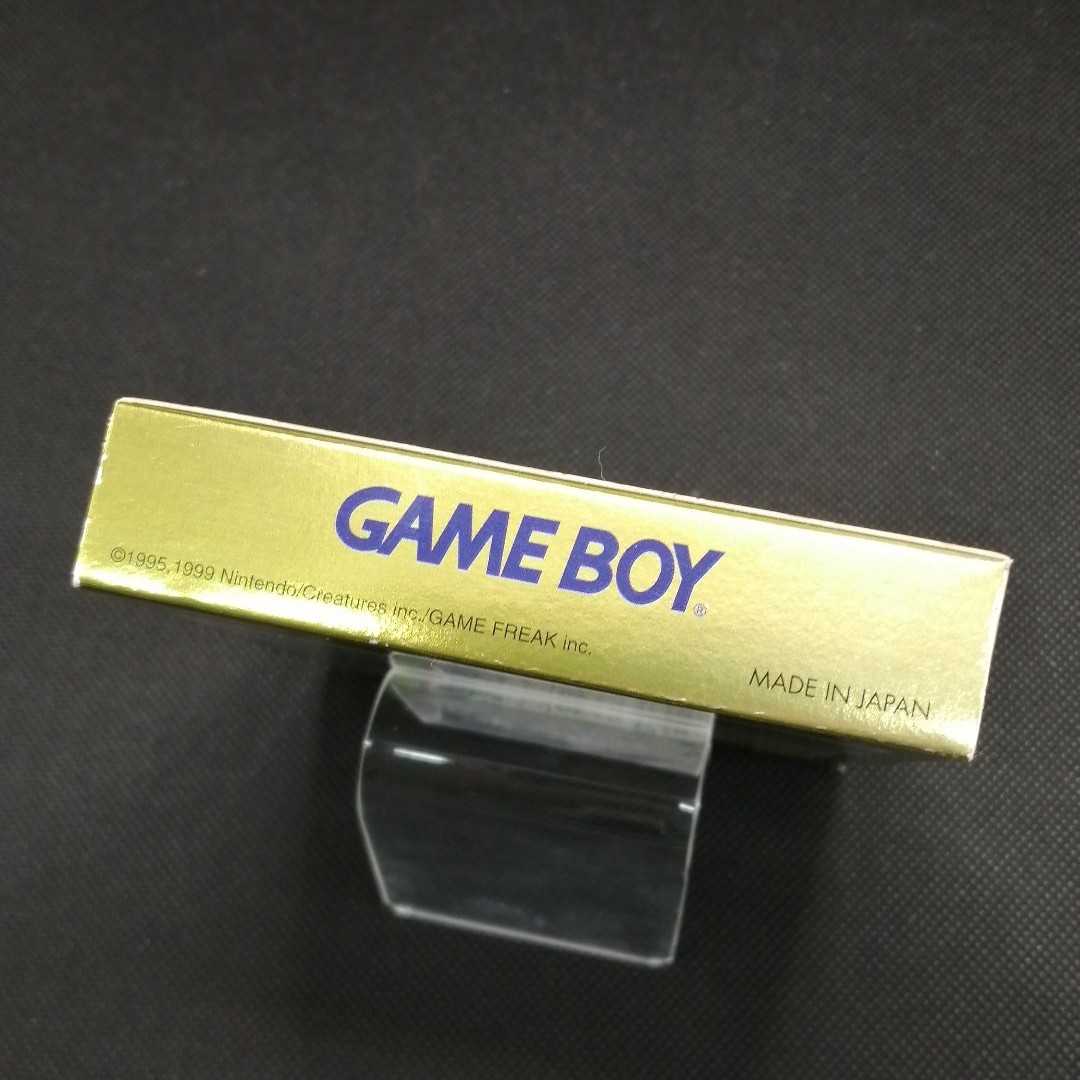 GAME BOY®
©1995,1999 Nintendo/Creatures inc./GAME FREAK inc.
MADE IN JAPAN